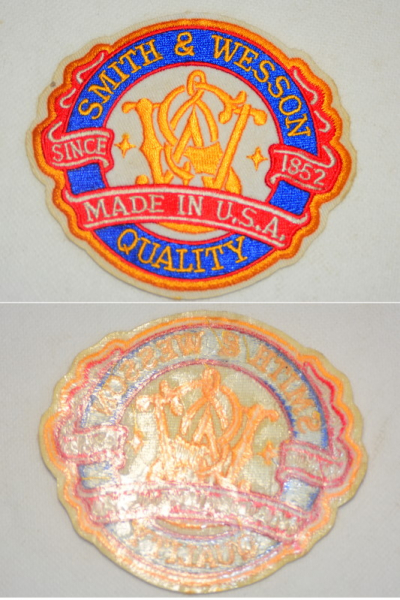 SMITH & WESSON
SINCE 1852
MADE IN U.S.A.
QUALITY